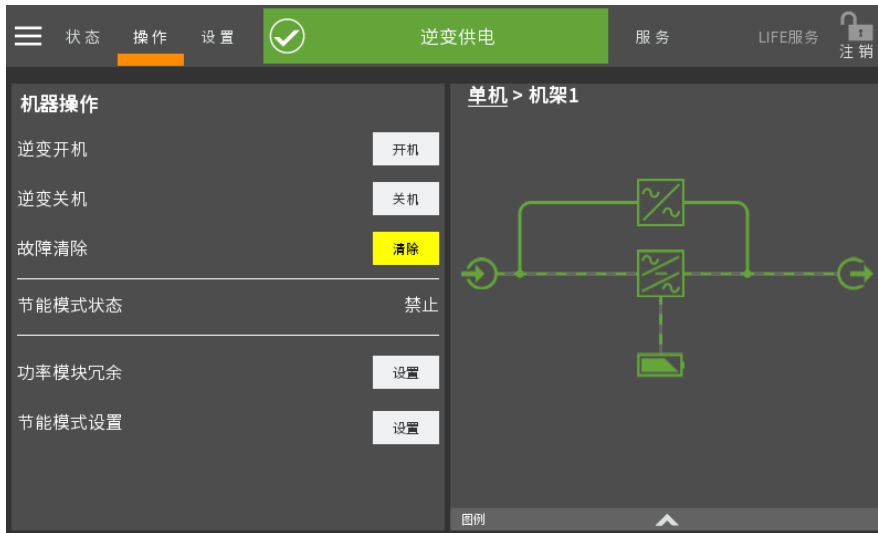 状态 操作 设置 逆变供电 服务 LIFE服务 注销
机器操作
逆变开机 开机
逆变关机 关机
故障清除 清除
节能模式状态 禁止
功率模块冗余 设置
节能模式设置 设置
单机 > 机架1
图例